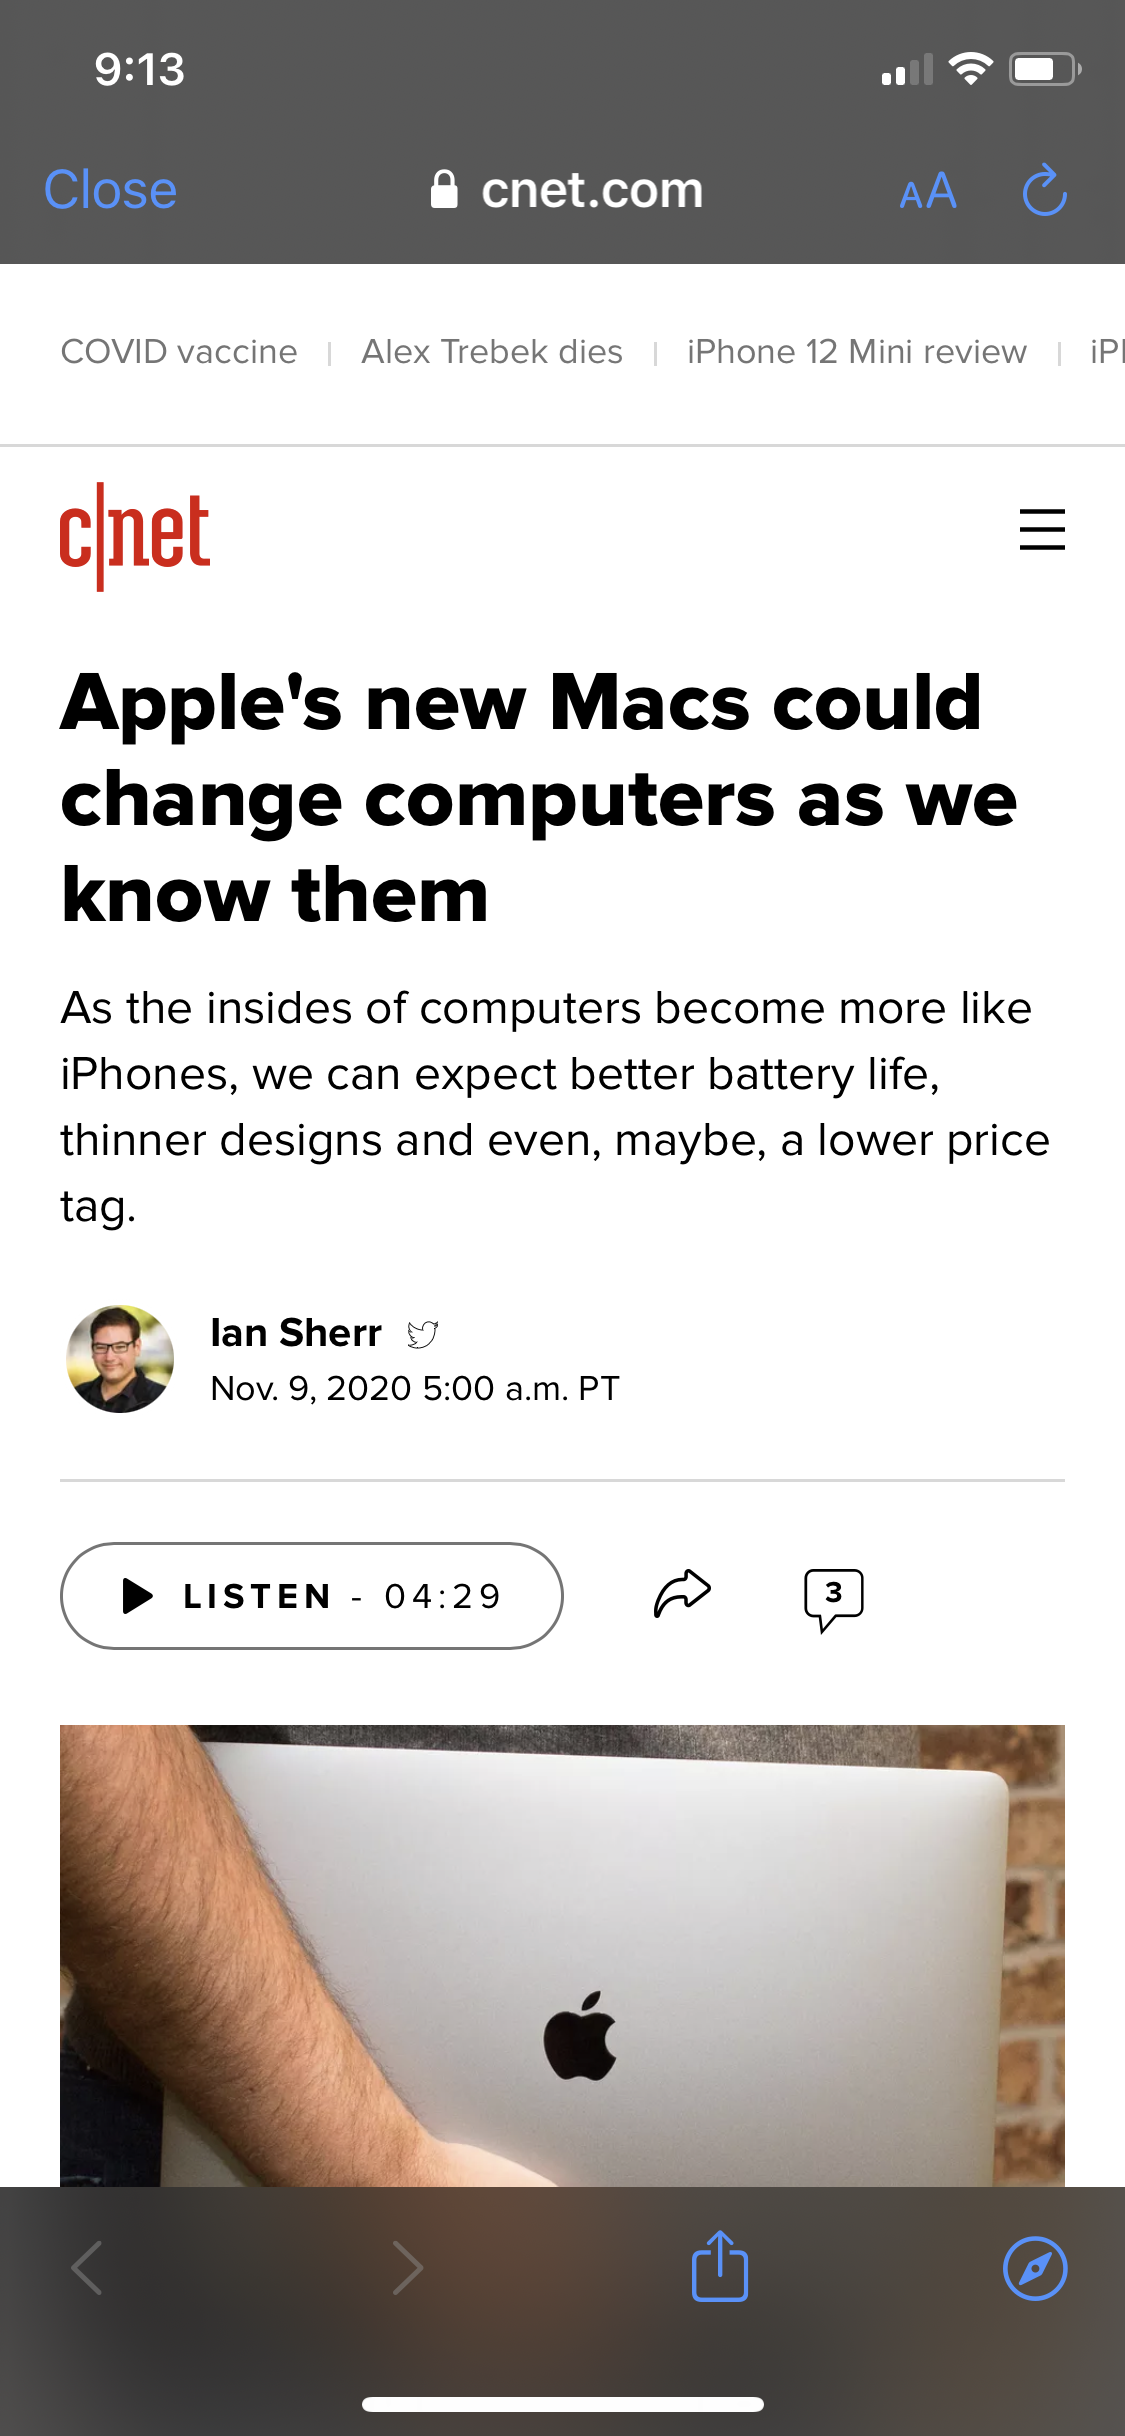 9:13
Close
cnet.com
AA
COVID vaccine | Alex Trebek dies | iPhone 12 Mini review |
c|net
Apple's new Macs could
change computers as we
know them
As the insides of computers become more like
iPhones, we can expect better battery life,
thinner designs and even, maybe, a lower price
tag.
Ian Sherr
Nov. 9, 2020 5:00 a.m. PT
LISTEN - 04:29
3